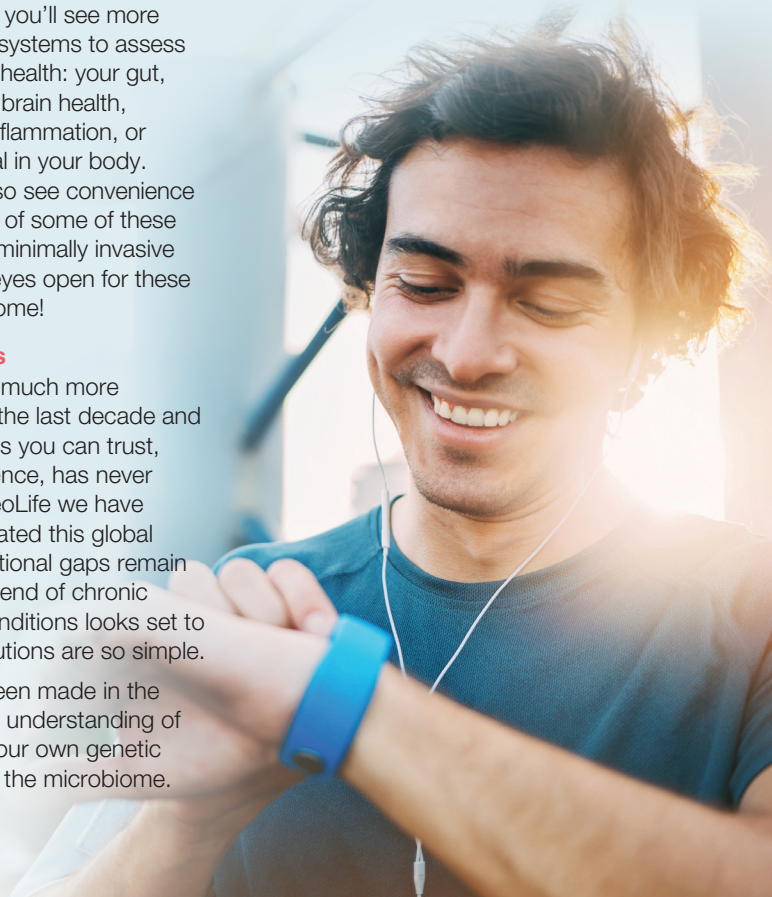 you’ll see more
systems to assess
health: your gut,
brain health,
flammation, or
al in your body.
so see convenience
of some of these
minimally invasive
eyes open for these
ome!
s
much more
the last decade and
s you can trust,
ence, has never
eoLife we have
ated this global
tional gaps remain
end of chronic
nditions looks set to
utions are so simple.
een made in the
understanding of
our own genetic
the microbiome.